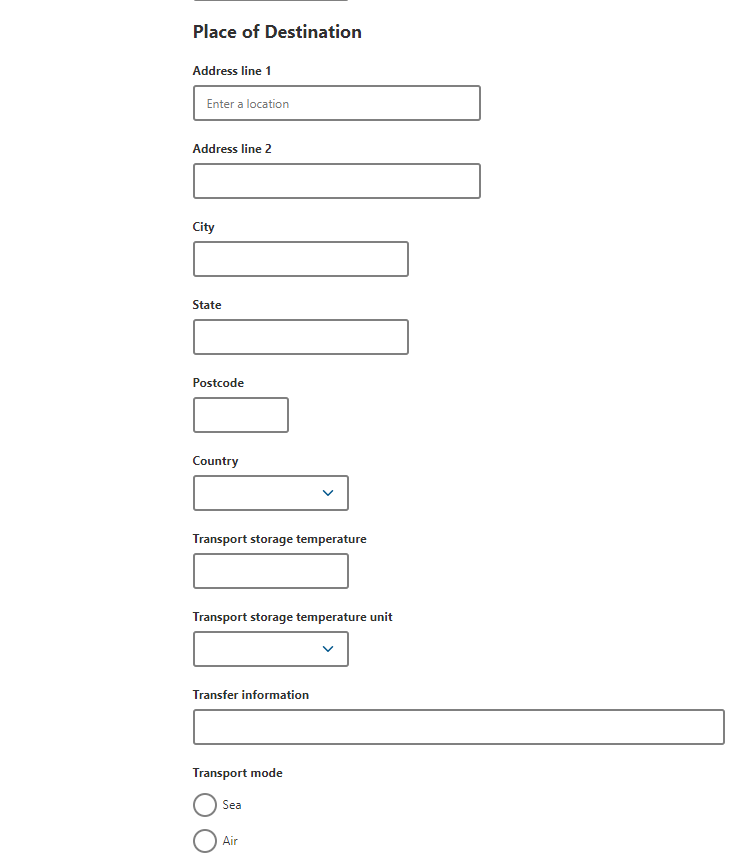 Place of Destination
Address line 1
Enter a location
Address line 2
City
State
Postcode
Country
Transport storage temperature
Transport storage temperature unit
Transfer information
Transport mode
Sea
Air